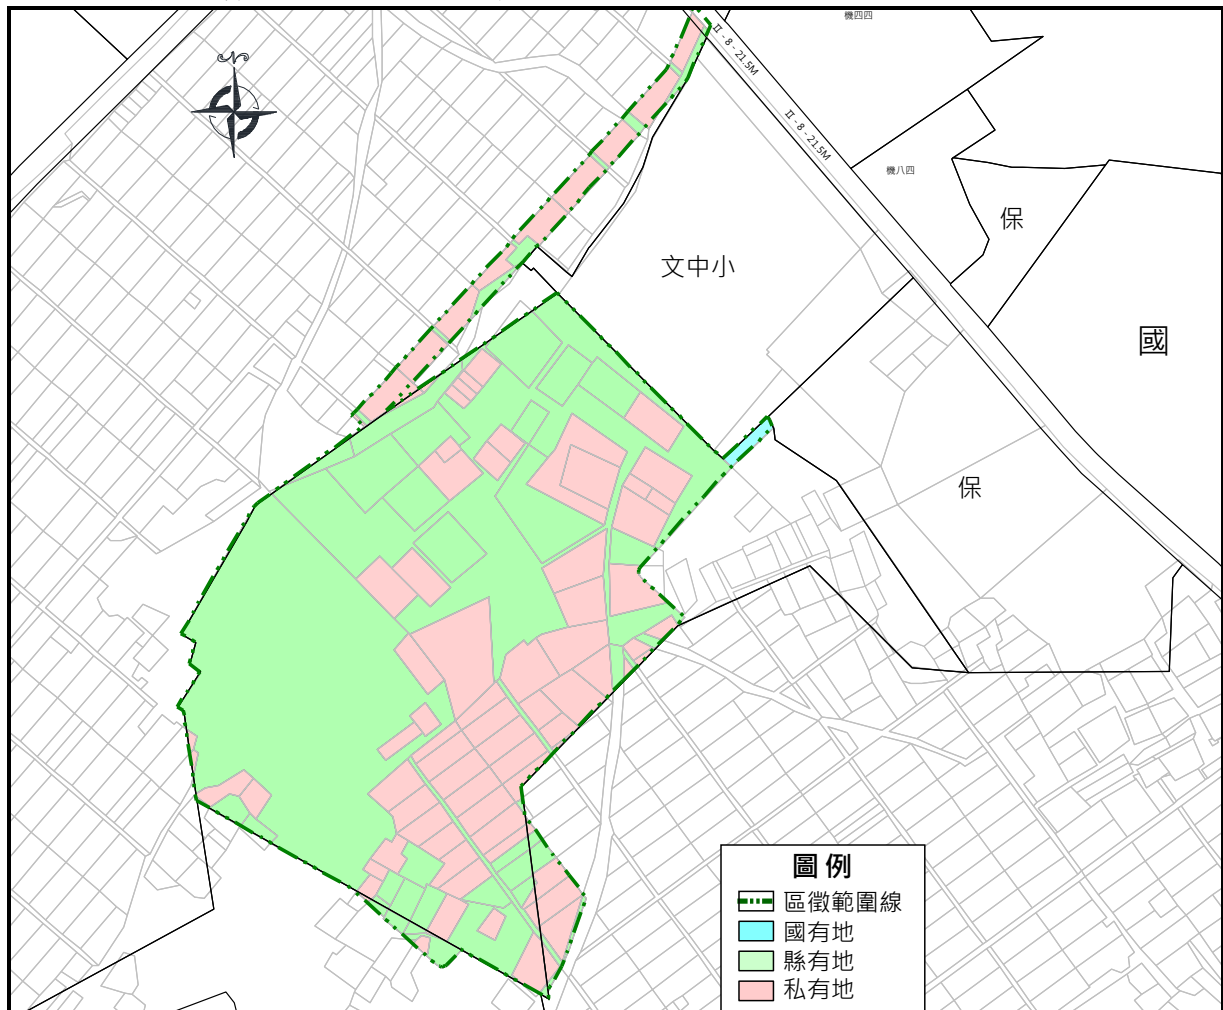 機四四
II - 8 - 21.5M
II - 8 - 21.5M
機八四
保
文中小
國
保
圖例
區徵範圍線
國有地
縣有地
私有地